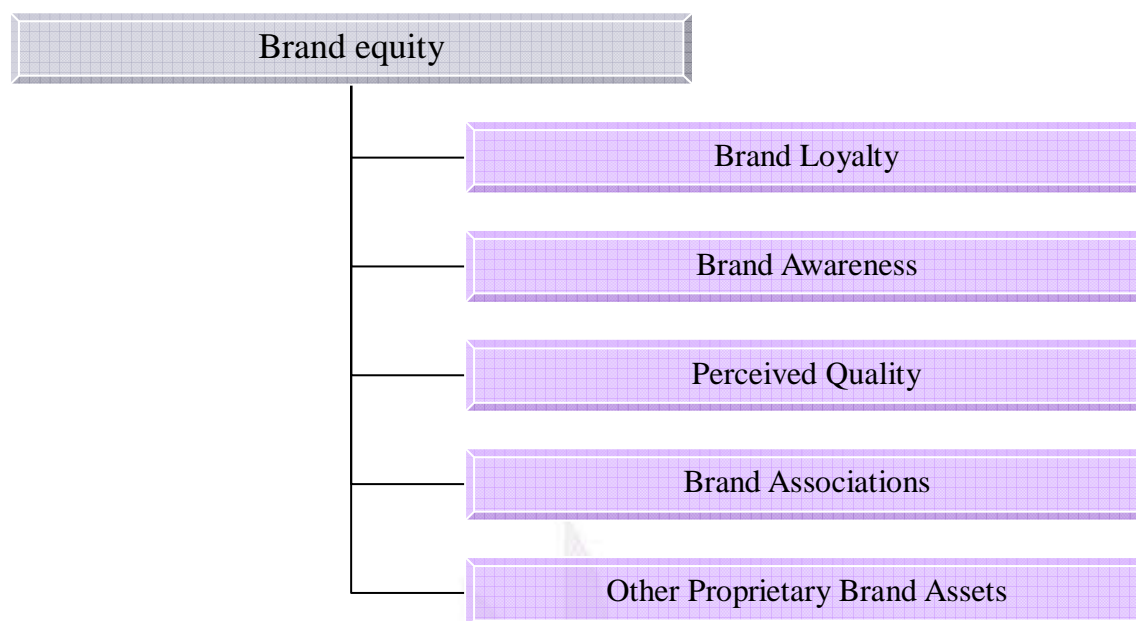 Brand equity
Brand Loyalty
Brand Awareness
Perceived Quality
Brand Associations
Other Proprietary Brand Assets